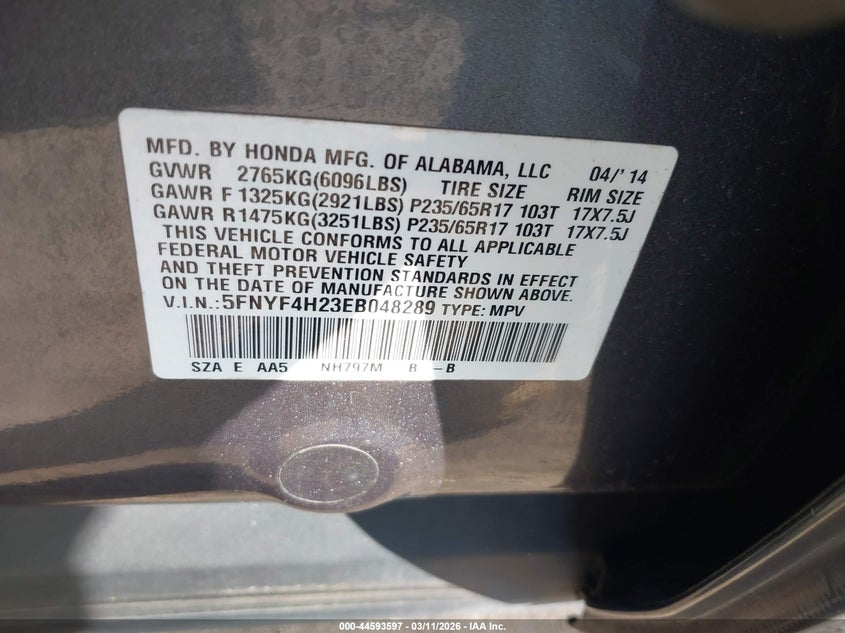 MFD. BY HONDA MFG. OF ALABAMA, LLC 04/'14
GVWR 2765KG(6096LBS) TIRE SIZE RIM SIZE
GAWR F 1325KG(2921LBS) P235/65R17 103T 17X7.5J
GAWR R1475KG(3251LBS) P235/65R17 103T 17X7.5J
THIS VEHICLE CONFORMS TO ALL APPLICABLE
FEDERAL MOTOR VEHICLE SAFETY
AND THEFT PREVENTION STANDARDS IN EFFECT
ON THE DATE OF MANUFACTURE SHOWN ABOVE.
V.I.N.:5FNYF4H23EB048289 TYPE: MPV
SZA E AA5 NH797M B -B
000-44593597 - 03/11/2026 - IAA Inc.